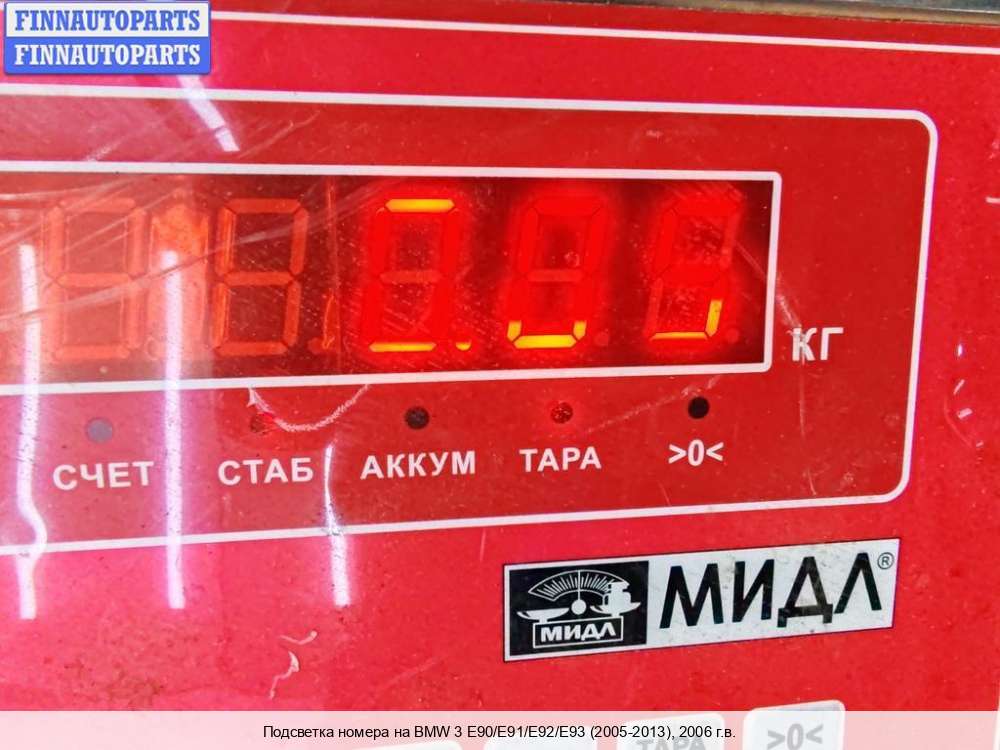 FINNAUTOPARTS
FINNAUTOPARTS
КГ
СЧЕТ СТАБ АККУМ ТАРА >0<
МИДЛ МИДЛ®
ТАРА >0<
Подсветка номера на BMW 3 E90/E91/E92/E93 (2005-2013), 2006 г.в.